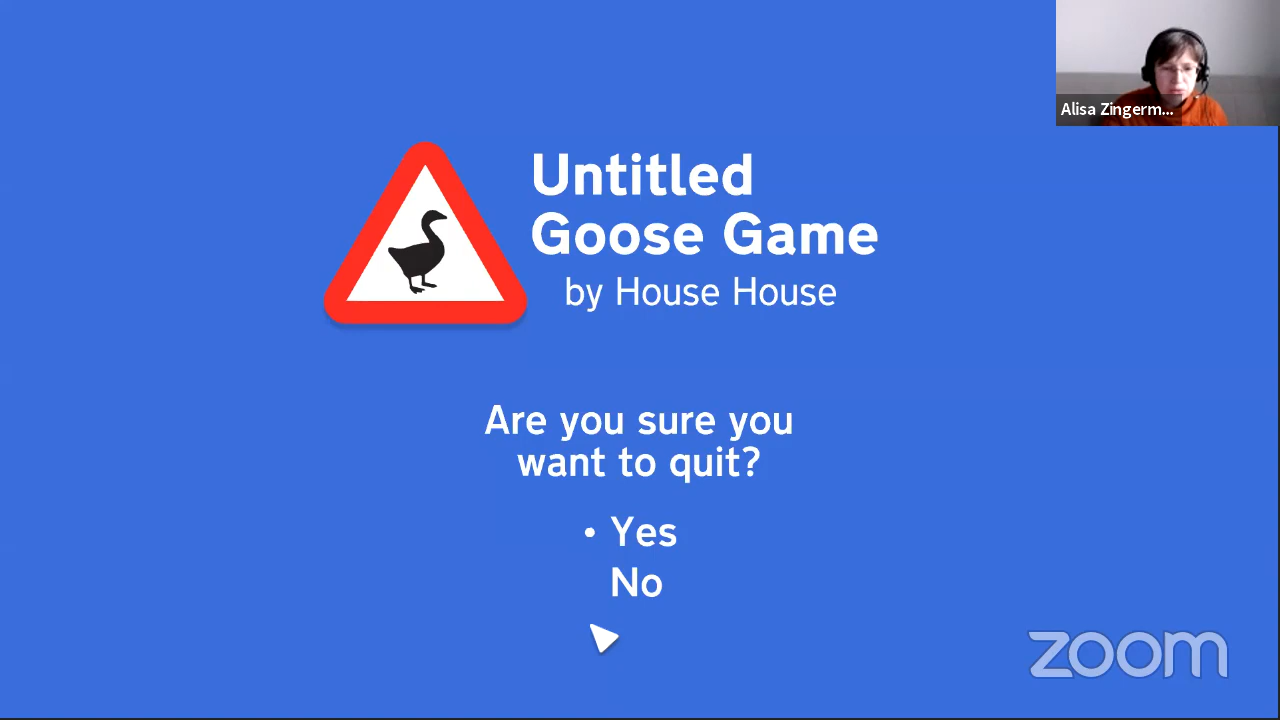 Alisa Zingerm...
Untitled
Goose Game
by House House
Are you sure you
want to quit?
• Yes
No
zoom